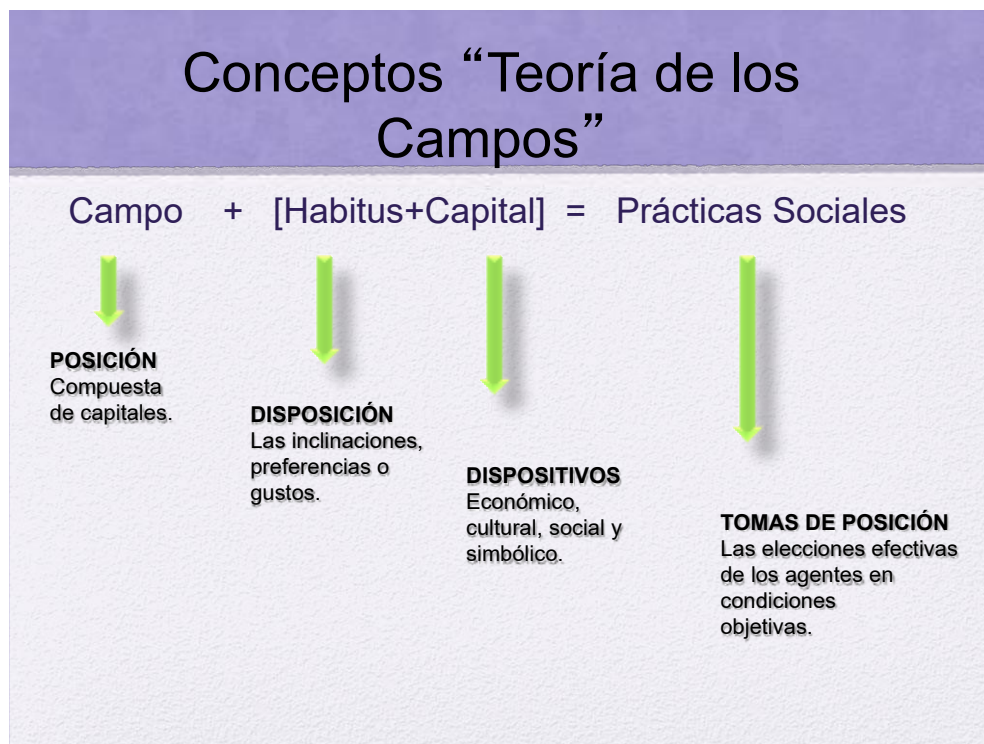 Conceptos “Teoría de los
Campos”
Campo + [Habitus+Capital] = Prácticas Sociales
POSICIÓN
Compuesta
de capitales.
DISPOSICIÓN
Las inclinaciones,
preferencias o
gustos.
DISPOSITIVOS
Económico,
cultural, social y
simbólico.
TOMAS DE POSICIÓN
Las elecciones efectivas
de los agentes en
condiciones
objetivas.